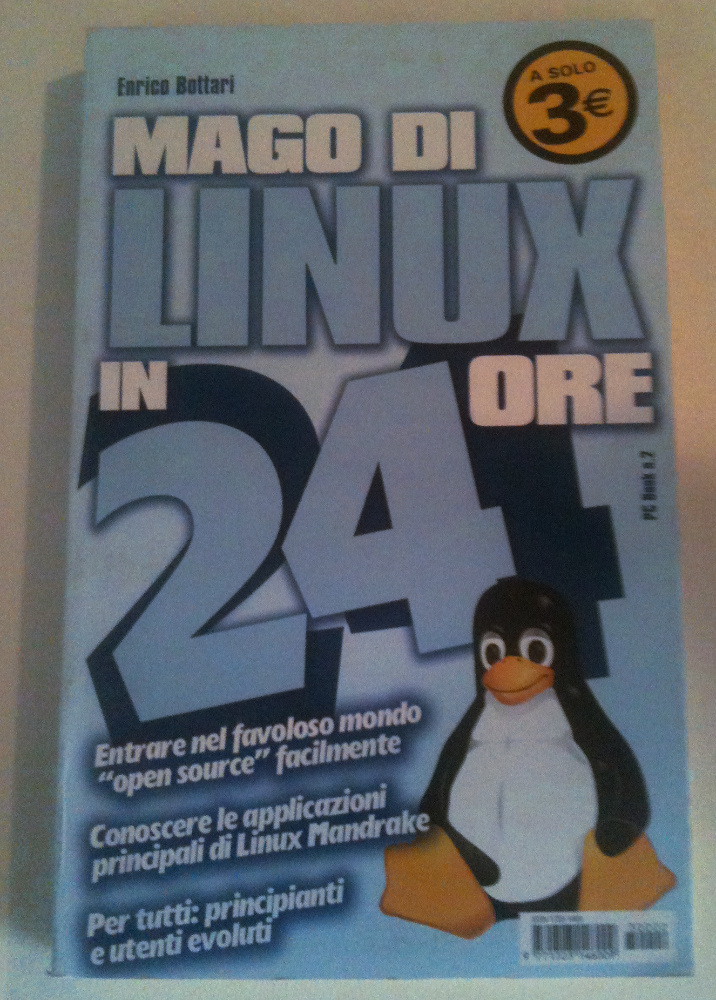 Enrico Bottari
A SOLO
3€
MAGO DI
LINUX
IN
24
ORE
PC Book n.2
Entrare nel favoloso mondo
“open source” facilmente
Conoscere le applicazioni
principali di Linux Mandrake
Per tutti: principianti
e utenti evoluti